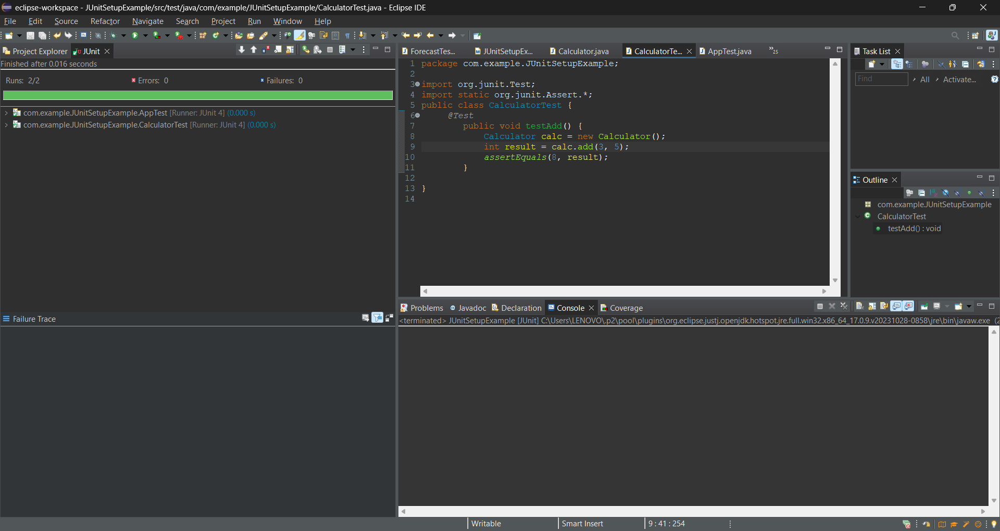 eclipse-workspace - JUnitSetupExample/src/test/java/com/example/JUnitSetupExample/CalculatorTest.java - Eclipse IDE
File Edit Source Refactor Navigate Search Project Run Window Help
Project Explorer JUnit
Finished after 0.016 seconds
Runs: 2/2 Errors: 0 Failures: 0
com.example.JUnitSetupExample.AppTest [Runner: JUnit 4] (0.000 s)
com.example.JUnitSetupExample.CalculatorTest [Runner: JUnit 4] (0.000 s)
Failure Trace
ForecastTes... JUnitSetupEx... Calculator.java CalculatorTe... AppTest.java »25
1 package com.example.JUnitSetupExample;
2
3 import org.junit.Test;
4 import static org.junit.Assert.*;
5 public class CalculatorTest {
6 @Test
7 public void testAdd() {
8 Calculator calc = new Calculator();
9 int result = calc.add(3, 5);
10 assertEquals(8, result);
11 }
12
13 }
14
Task List
Find All Activate...
Outline
com.example.JUnitSetupExample
CalculatorTest
testAdd() : void
Problems Javadoc Declaration Console Coverage
<terminated> JUnitSetupExample [JUnit] C:\Users\LENOVO\.p2\pool\plugins\org.eclipse.justj.openjdk.hotspot.jre.full.win32.x86_64_17.0.9.v20231028-0858\jre\bin\javaw.exe (2
Writable Smart Insert 9 : 41 : 254